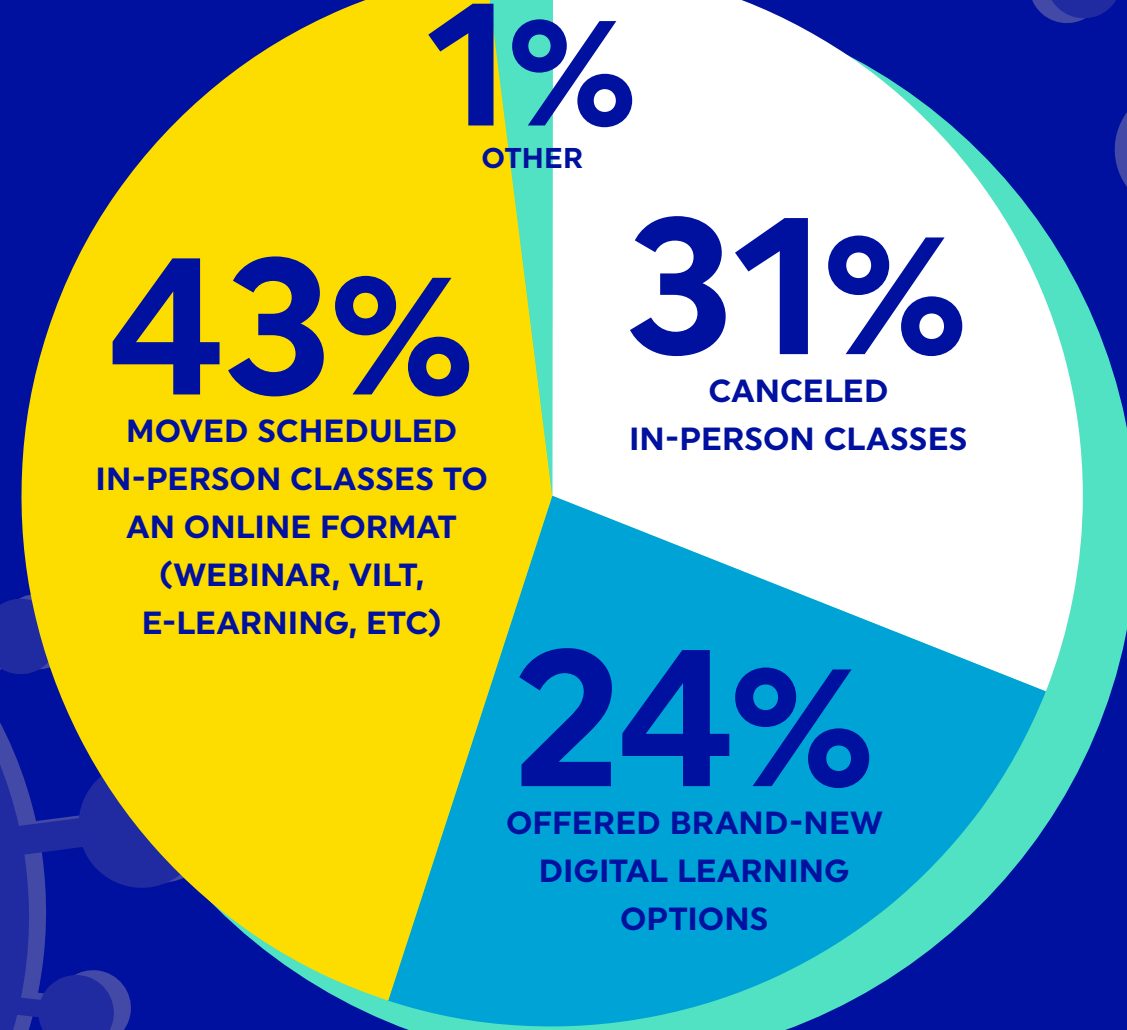 1%
OTHER
31%
CANCELED
IN-PERSON CLASSES
43%
MOVED SCHEDULED
IN-PERSON CLASSES TO
AN ONLINE FORMAT
(WEBINAR, VILT,
E-LEARNING, ETC)
24%
OFFERED BRAND-NEW
DIGITAL LEARNING
OPTIONS